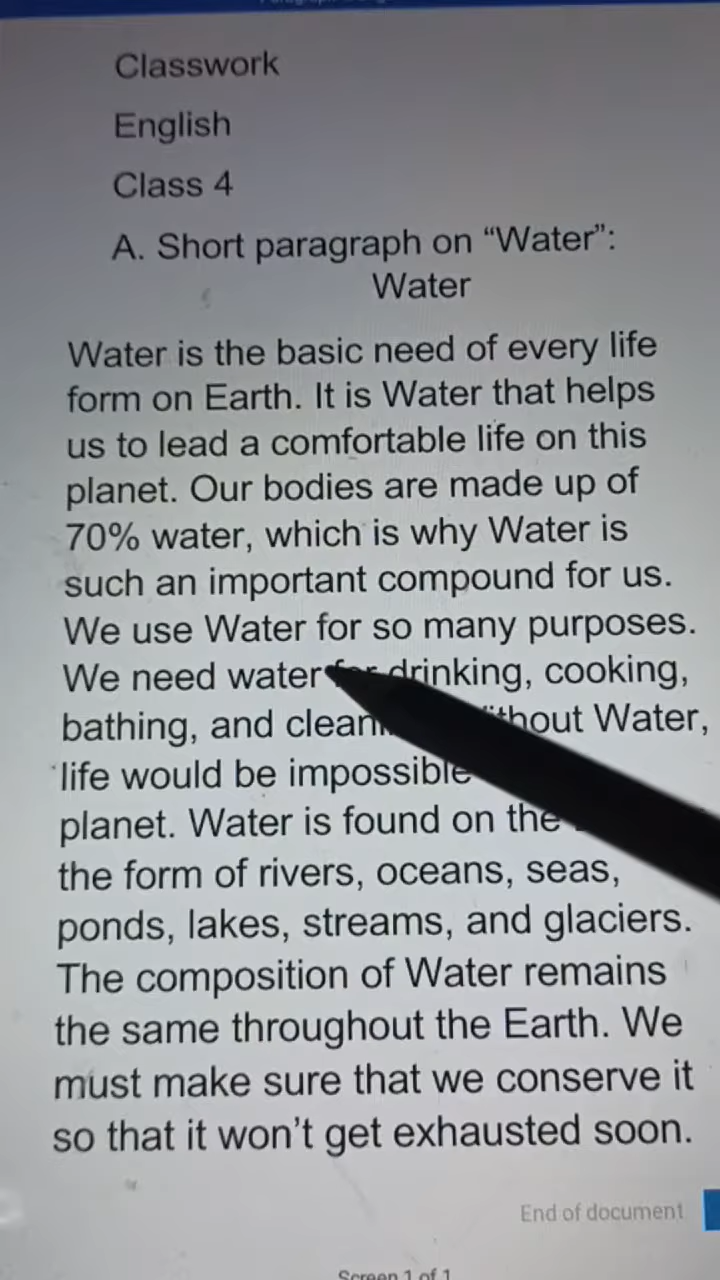 Classwork
English
Class 4
A. Short paragraph on “Water”:
Water
Water is the basic need of every life
form on Earth. It is Water that helps
us to lead a comfortable life on this
planet. Our bodies are made up of
70% water, which is why Water is
such an important compound for us.
We use Water for so many purposes.
We need water for drinking, cooking,
bathing, and Water,
life would be impossible
planet. Water is found on the
the form of rivers, oceans, seas,
ponds, lakes, streams, and glaciers.
The composition of Water remains
the same throughout the Earth. We
must make sure that we conserve it
so that it won’t get exhausted soon.
End of document
Screen 1 of 1